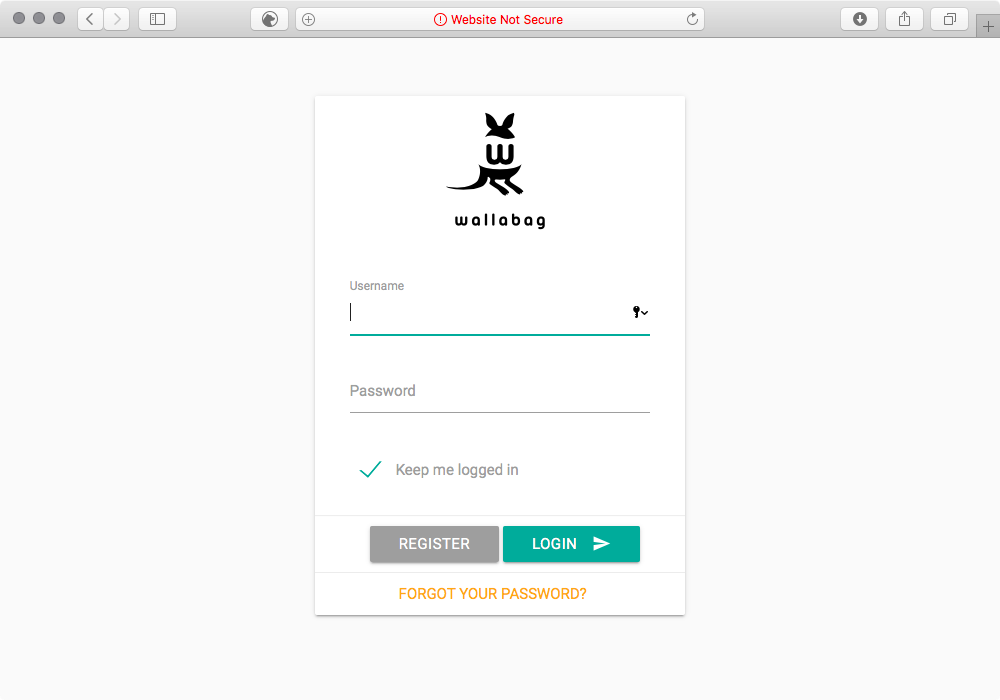 Website Not Secure
w
wallabag
Username
Password
Keep me logged in
REGISTER
LOGIN
FORGOT YOUR PASSWORD?